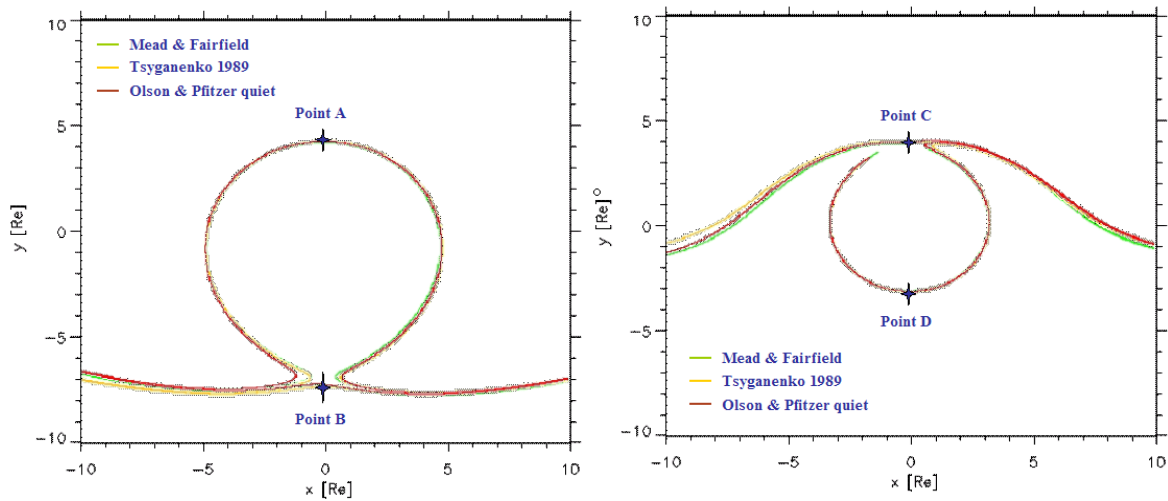 10
5
0
−5
−10
y [Re]
Mead & Fairfield
Tsyganenko 1989
Olson & Pfitzer quiet
Point A
Point B
−10
−5
0
5
10
x [Re]
10
5
0
−5
−10
y [Re]°
Point C
Point D
Mead & Fairfield
Tsyganenko 1989
Olson & Pfitzer quiet
−10
−5
0
5
10
x [Re]